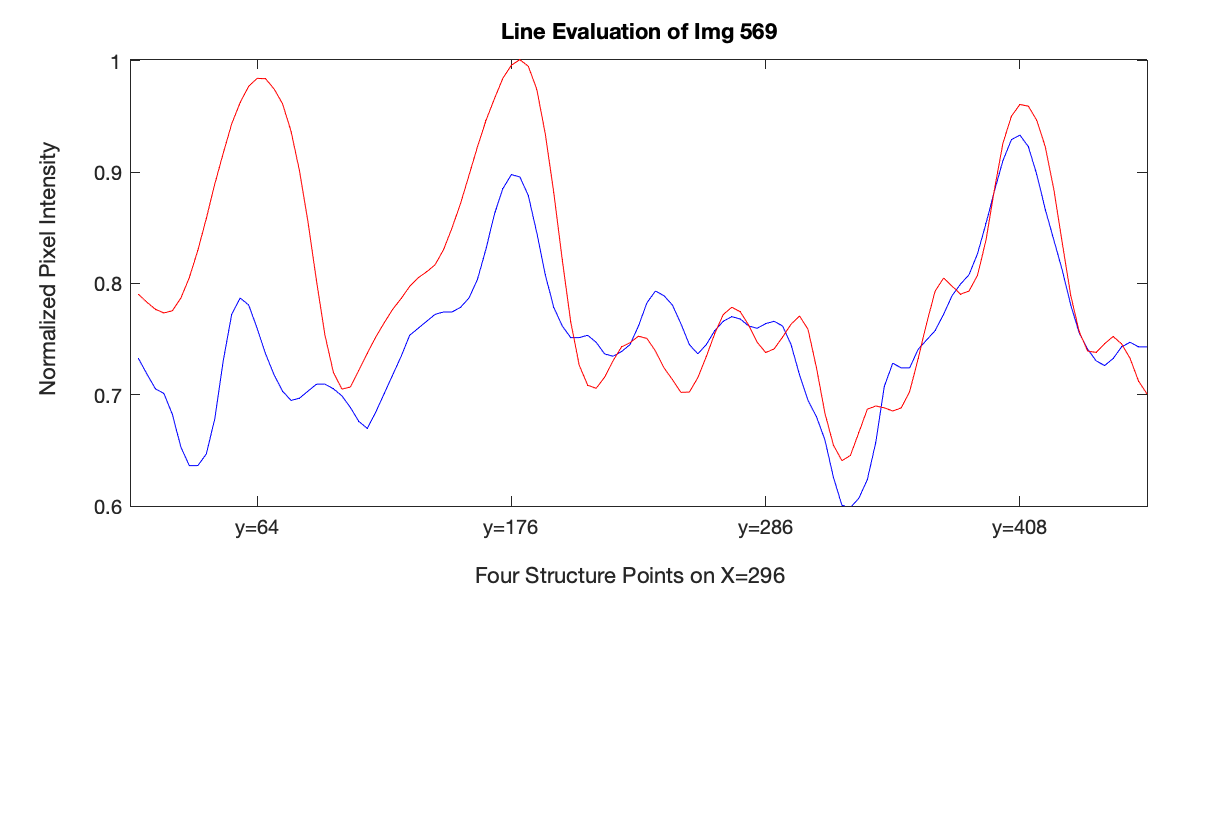 Line Evaluation of Img 569
Normalized Pixel Intensity
1
0.9
0.8
0.7
0.6
y=64 y=176 y=286 y=408
Four Structure Points on X=296